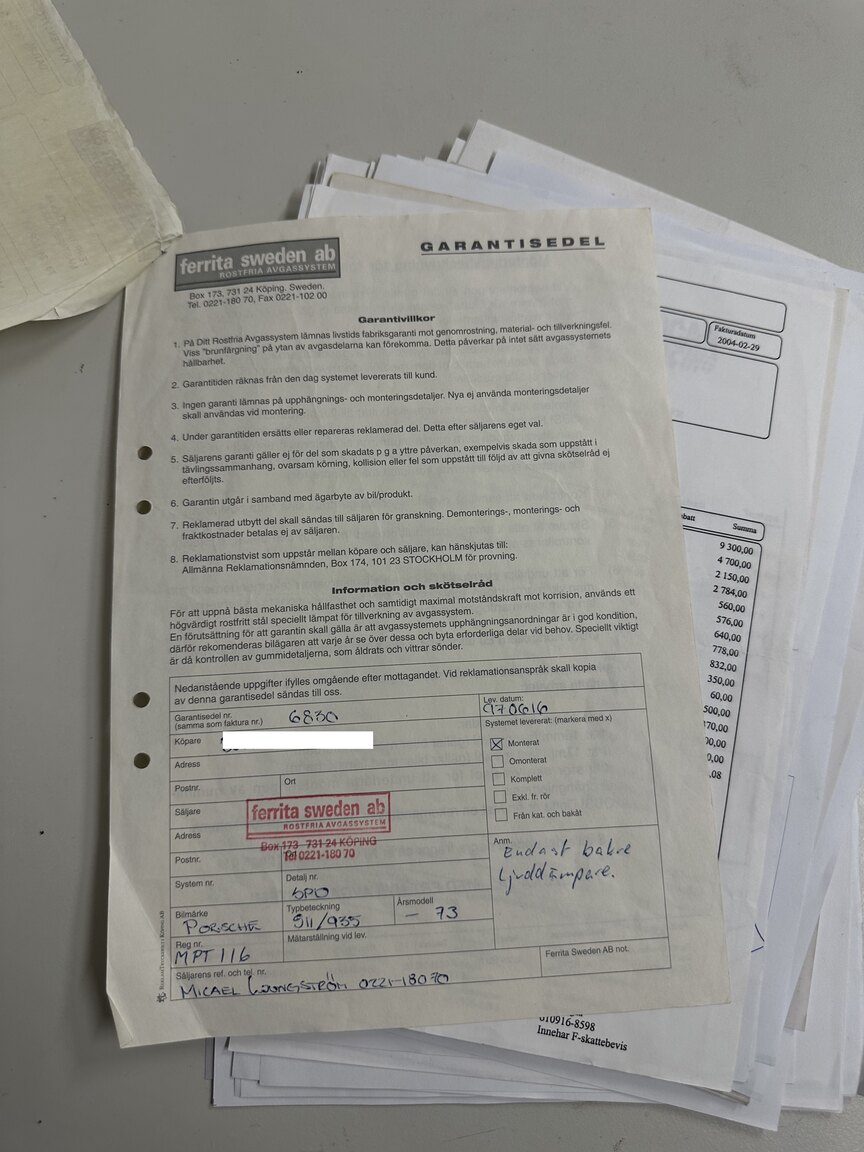 ferrita sweden ab
ROSTFRIA AVGASSYSTEM
Box 173, 731 24 Köping. Sweden.
Tel. 0221-180 70, Fax 0221-102 00
GARANTISEDEL
Garantivillkor
1. På Ditt Rostfria Avgassystem lämnas livstids fabriksgaranti mot genomrostning, material- och tillverkningsfel.
Viss "brunfärgning" på ytan av avgasdelarna kan förekomma. Detta påverkar på intet sätt avgassystemets
hållbarhet.
2. Garantitiden räknas från den dag systemet levererats till kund.
3. Ingen garanti lämnas på upphängnings- och monteringsdetaljer. Nya ej använda monteringsdetaljer
skall användas vid montering.
4. Under garantitiden ersätts eller repareras reklamerad del. Detta efter säljarens eget val.
5. Säljarens garanti gäller ej för del som skadats p g a yttre påverkan, exempelvis skada som uppstått i
tävlingssammanhang, ovarsam körning, kollision eller fel som uppstått till följd av att givna skötselråd ej
efterföljts.
6. Garantin utgår i samband med ägarbyte av bil/produkt.
7. Reklamerad utbytt del skall sändas till säljaren för granskning. Demonterings-, monterings- och
fraktkostnader betalas ej av säljaren.
8. Reklamationstvist som uppstår mellan köpare och säljare, kan hänskjutas till:
Allmänna Reklamationsnämnden, Box 174, 101 23 STOCKHOLM för provning.
Information och skötselråd
För att uppnå bästa mekaniska hållfasthet och samtidigt maximal motståndskraft mot korrision, används ett
högvärdigt rostfritt stål speciellt lämpat för tillverkning av avgassystem.
En förutsättning för att garantin skall gälla är att avgassystemets upphängningsanordningar är i god kondition,
därför rekomenderas bilägaren att varje år se över dessa och byta erforderliga delar vid behov. Speciellt viktigt
är då kontrollen av gummidetaljerna, som åldrats och vittrar sönder.
Nedanstående uppgifter ifylles omgående efter mottagandet. Vid reklamationsanspråk skall kopia
av denna garantisedel sändas till oss.
Garantisedel nr.
(samma som faktura nr.) 6830
Lev. datum:
970616
Köpare
Adress
Postnr. Ort
Säljare
ferrita sweden ab
ROSTFRIA AVGASSYSTEM
Box 173 731 24 KÖPING
Tel 0221-180 70
Adress
Postnr.
Systemet levererat: (markera med x)
Monterat
Omonterat
Komplett
Exkl. fr. rör
Från kat. och bakåt
Anm.
Endast bakre
Ljuddämpare.
System nr. Detalj nr.
Bilmärke Typbeteckning Årsmodell
PORSCHE 911/935 – 73
Reg nr. Mätarställning vid lev.
MPT 116
Säljarens ref. och tel. nr.
MICAEL LJUNGSTRÖM 0221-18070
Ferrita Sweden AB not.
Fakturadatum
2004-02-29
Summa
9 300,00
4 700,00
2 150,00
2 784,00
560,00
576,00
640,00
778,00
832,00
350,00
60,00
010916-8598
Innehar F-skattebevis